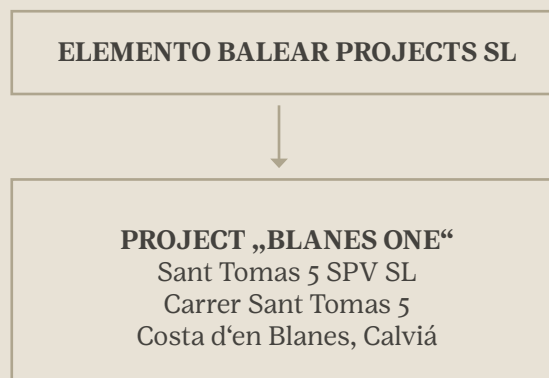 ELEMENTO BALEAR PROJECTS SL
PROJECT „BLANES ONE“
Sant Tomas 5 SPV SL
Carrer Sant Tomas 5
Costa d‘en Blanes, Calviá